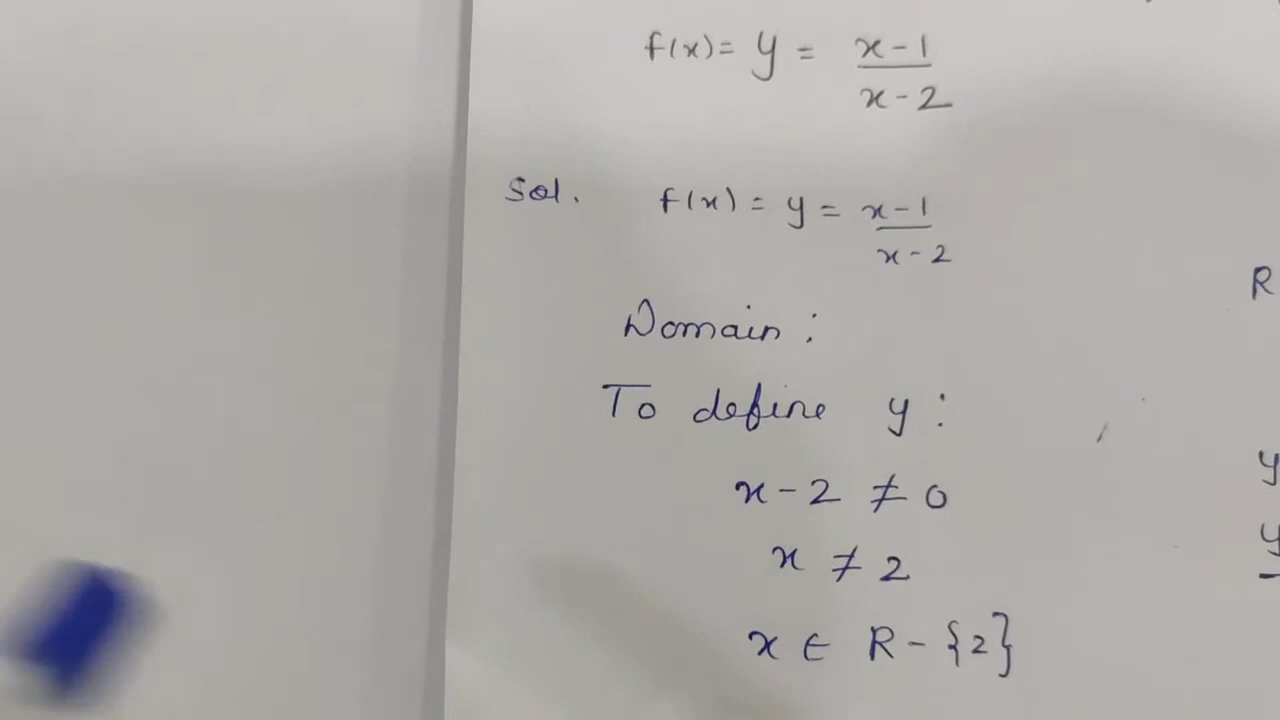 f(x) = y = x-1
x-2
Sol. f(x) = y = x-1
x-2
R
Domain :
To define y :
y
x-2 ≠ 0
y
x ≠ 2
x ∈ R - {2}